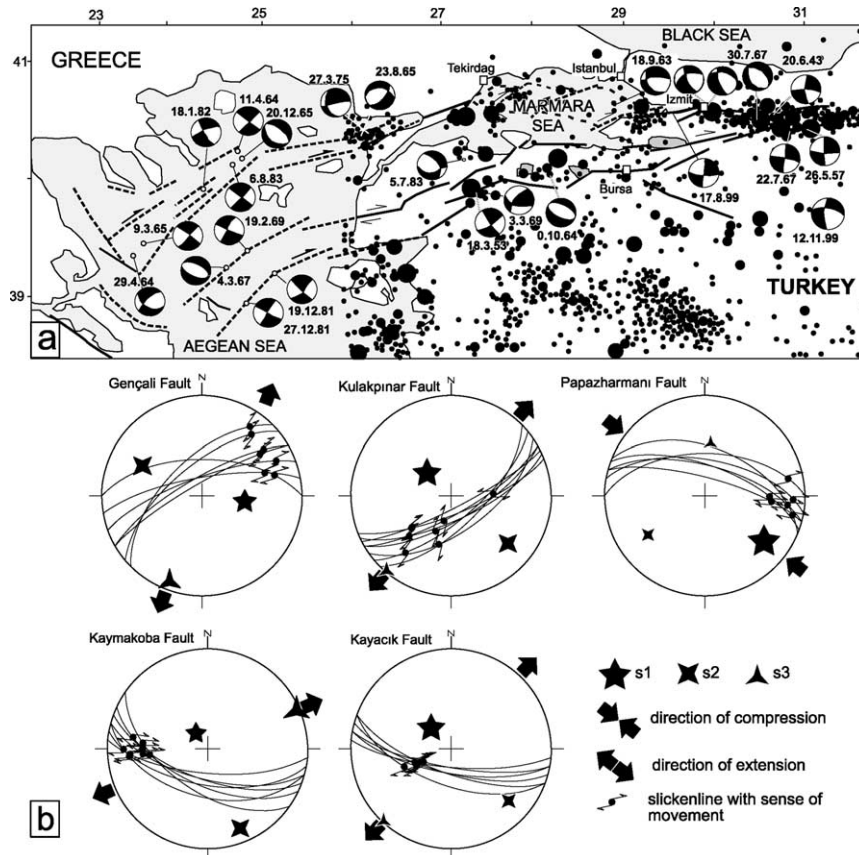 23 25 27 29 31
41
39
GREECE
BLACK SEA
Tekirdag
Istanbul
18.9.63
30.7.67
20.6.43
27.3.75
23.8.65
11.4.64
18.1.82
20.12.65
MARMARA
SEA
Izmit
6.8.83
5.7.83
Bursa
22.7.67
26.5.57
17.8.99
9.3.65
19.2.69
3.3.69
18.3.53
0.10.64
12.11.99
29.4.64
4.3.67
19.12.81
27.12.81
AEGEAN SEA
TURKEY
a
Gençali Fault
N
Kulakpınar Fault
N
Papazharmanı Fault
N
Kaymakoba Fault
N
Kayacık Fault
N
s1 s2 s3
direction of compression
direction of extension
slickenline with sense of
movement
b